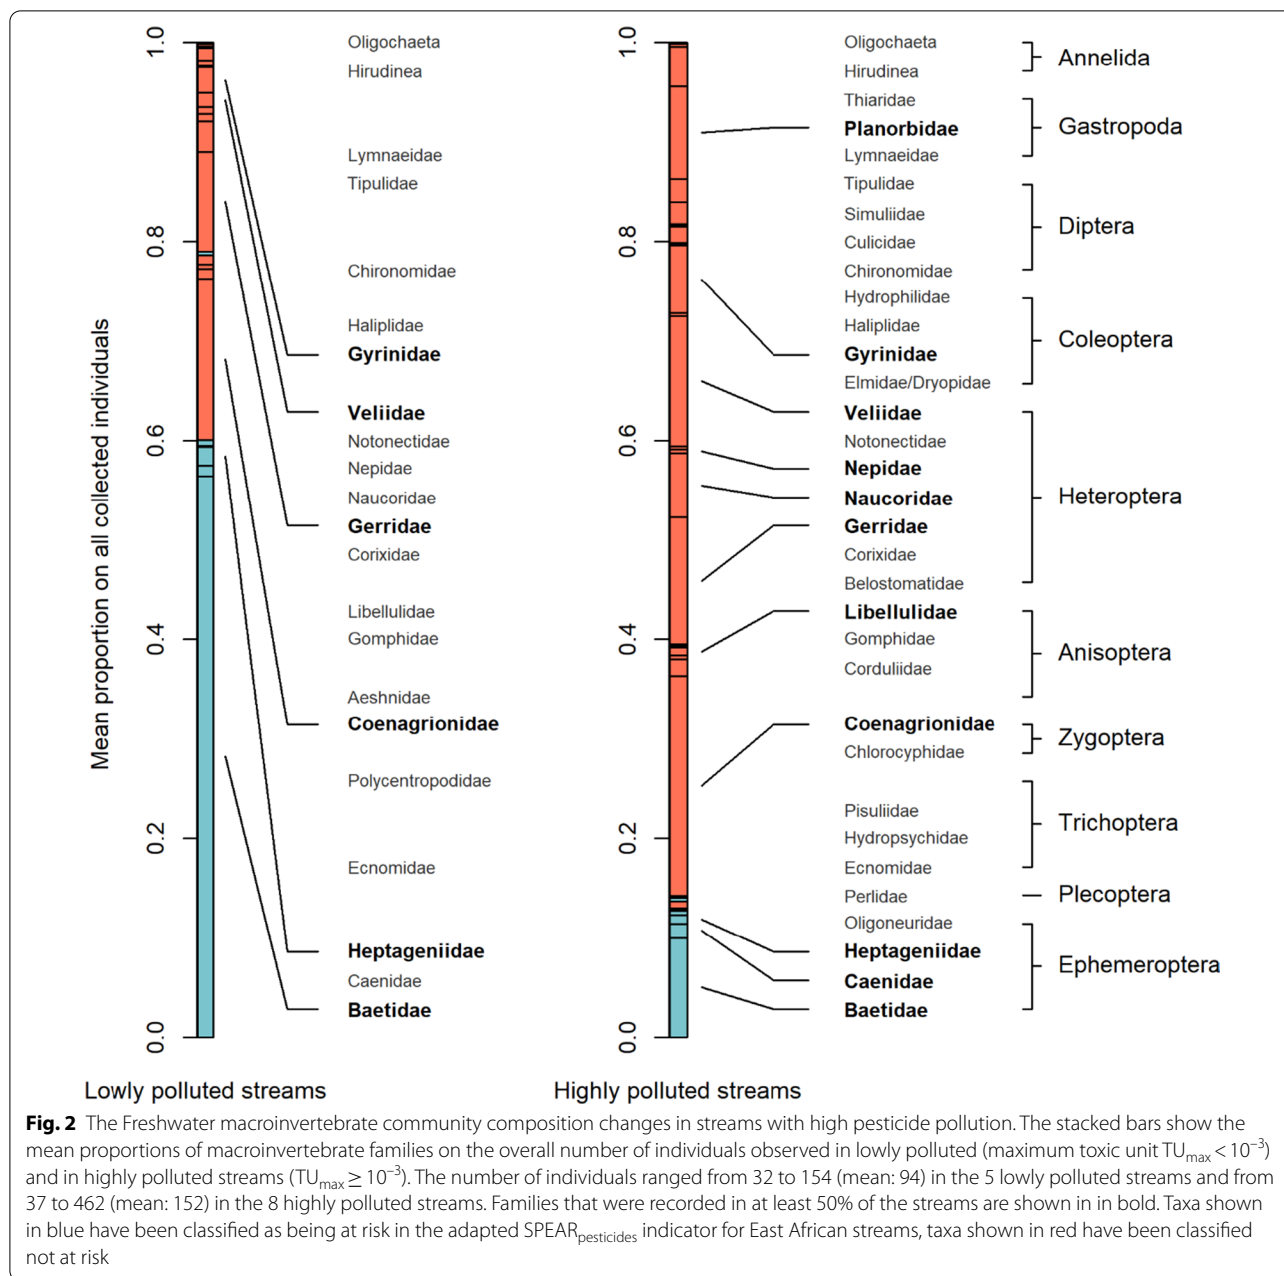 Mean proportion on all collected individuals
1.0
0.8
0.6
0.4
0.2
0.0
Oligochaeta
Hirudinea
Lymnaeidae
Tipulidae
Chironomidae
Haliplidae
Gyrinidae
Veliidae
Notonectidae
Nepidae
Naucoridae
Gerridae
Corixidae
Libellulidae
Gomphidae
Aeshnidae
Coenagrionidae
Polycentropodidae
Ecnomidae
Heptageniidae
Caenidae
Baetidae
Lowly polluted streams
1.0
0.8
0.6
0.4
0.2
0.0
Oligochaeta
Hirudinea
Thiaridae
Planorbidae
Lymnaeidae
Tipulidae
Simuliidae
Culicidae
Chironomidae
Hydrophilidae
Haliplidae
Gyrinidae
Elmidae/Dryopidae
Veliidae
Notonectidae
Nepidae
Naucoridae
Gerridae
Corixidae
Belostomatidae
Libellulidae
Gomphidae
Corduliidae
Coenagrionidae
Chlorocyphidae
Pisuliidae
Hydropsychidae
Ecnomidae
Perlidae
Oligoneuridae
Heptageniidae
Caenidae
Baetidae
Highly polluted streams
Annelida
Gastropoda
Diptera
Coleoptera
Heteroptera
Anisoptera
Zygoptera
Trichoptera
Plecoptera
Ephemeroptera
Fig. 2 The Freshwater macroinvertebrate community composition changes in streams with high pesticide pollution. The stacked bars show the
mean proportions of macroinvertebrate families on the overall number of individuals observed in lowly polluted (maximum toxic unit TUmax < 10⁻³)
and in highly polluted streams (TUmax ≥ 10⁻³). The number of individuals ranged from 32 to 154 (mean: 94) in the 5 lowly polluted streams and from
37 to 462 (mean: 152) in the 8 highly polluted streams. Families that were recorded in at least 50% of the streams are shown in in bold. Taxa shown
in blue have been classified as being at risk in the adapted SPEARpesticides indicator for East African streams, taxa shown in red have been classified
not at risk